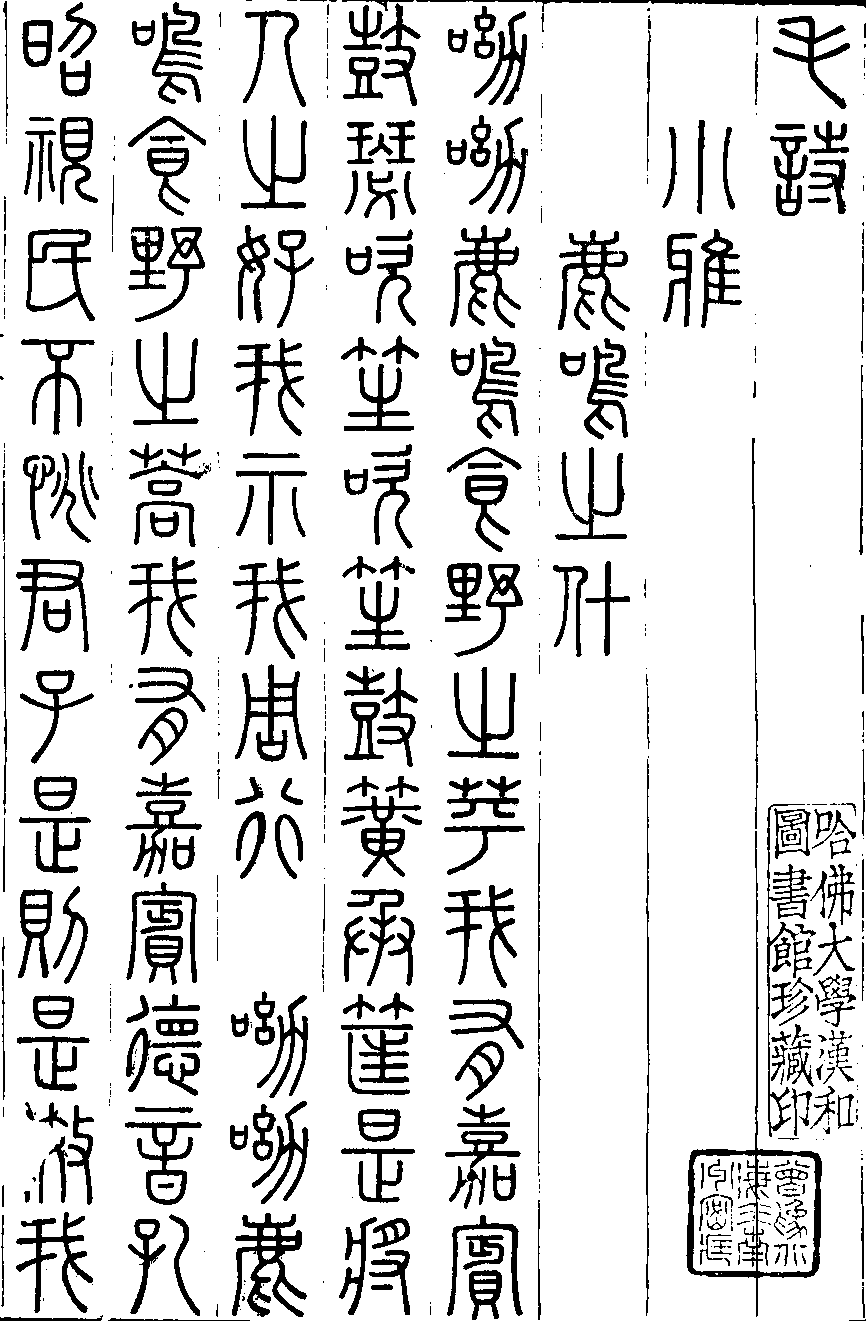 毛詩
小雅
鹿鳴之什
呦呦鹿鳴食野之苹我有嘉賓
鼓瑟吹笙吹笙鼓簧承筐是將
人之好我示我周行 呦呦鹿
鳴食野之蒿我有嘉賓德音孔
昭視民不恌君子是則是傚我
哈佛大學漢和
圖書館珍藏印